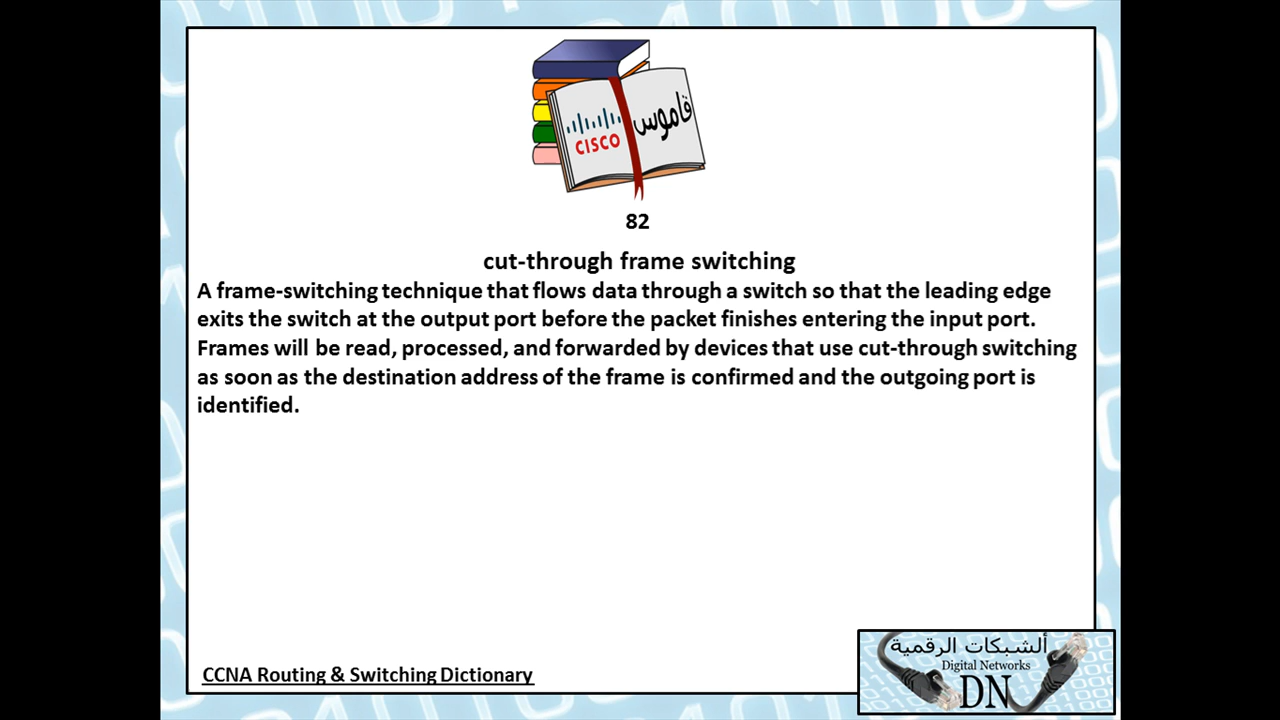 CISCO
قاموس
82
cut-through frame switching
A frame-switching technique that flows data through a switch so that the leading edge
exits the switch at the output port before the packet finishes entering the input port.
Frames will be read, processed, and forwarded by devices that use cut-through switching
as soon as the destination address of the frame is confirmed and the outgoing port is
identified.
CCNA Routing & Switching Dictionary
ألشبكات الرقمية
Digital Networks
DN